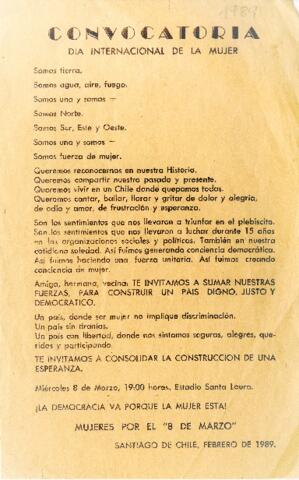 1989
CONVOCATORIA
DIA INTERNACIONAL DE LA MUJER
Somos tierra,
Somos agua, aire, fuego.
Somos una y somos —
Somos Norte.
Somos Sur, Este y Oeste.
Somos una y somos —
Somos fuerza de mujer.
Queremos reconocernos en nuestra Historia.
Queremos compartir nuestro pasado y presente.
Queremos vivir en un Chile donde quepamos todos.
Queremos cantar, bailar, llorar y gritar de dolor y alegría,
de odio y amor, de frustración y esperanza.
Son los sentimientos que nos llevaron a triunfar en el plebiscito.
Son los sentimientos que nos llevaron a luchar durante 15 años
en las organizaciones sociales y políticas. También en nuestra
cotidiana soledad. Así fuimos generando conciencia democrática.
Así fuimos haciendo una fuerza unitaria. Así fuimos creando
conciencia de mujer.
Amiga, hermana, vecina: TE INVITAMOS A SUMAR NUESTRAS
FUERZAS, PARA CONSTRUIR UN PAIS DIGNO, JUSTO Y
DEMOCRATICO.
Un país, donde ser mujer no implique discriminación.
Un país sin tiranías.
Un país con libertad, donde nos sintamos seguras, alegres, que-
ridas y participando.
TE INVITAMOS A CONSOLIDAR LA CONSTRUCCION DE UNA
ESPERANZA.
Miércoles 8 de Marzo, 19:00 horas, Estadio Santa Laura.
¡LA DEMOCRACIA VA PORQUE LA MUJER ESTA!
MUJERES POR EL "8 DE MARZO"
SANTIAGO DE CHILE, FEBRERO DE 1989.